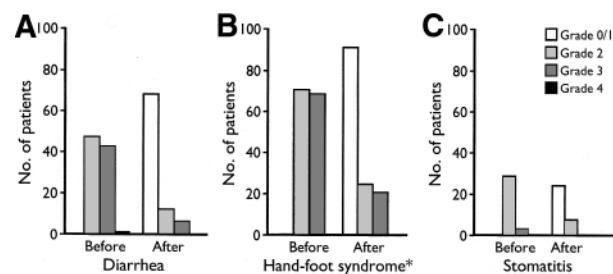 A
B
C
100
80
60
40
20
0
No. of patients
Before
After
Diarrhea
100
80
60
40
20
0
No. of patients
Before
After
Hand-foot syndrome*
100
80
60
40
20
0
No. of patients
Before
After
Stomatitis
Grade 0/1
Grade 2
Grade 3
Grade 4